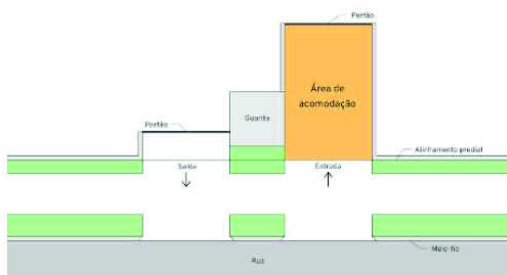 Portão
Área de
acomodação
Guarita
Portão
Alinhamento predial
Saída
Entrada
Meio-fio
Rua